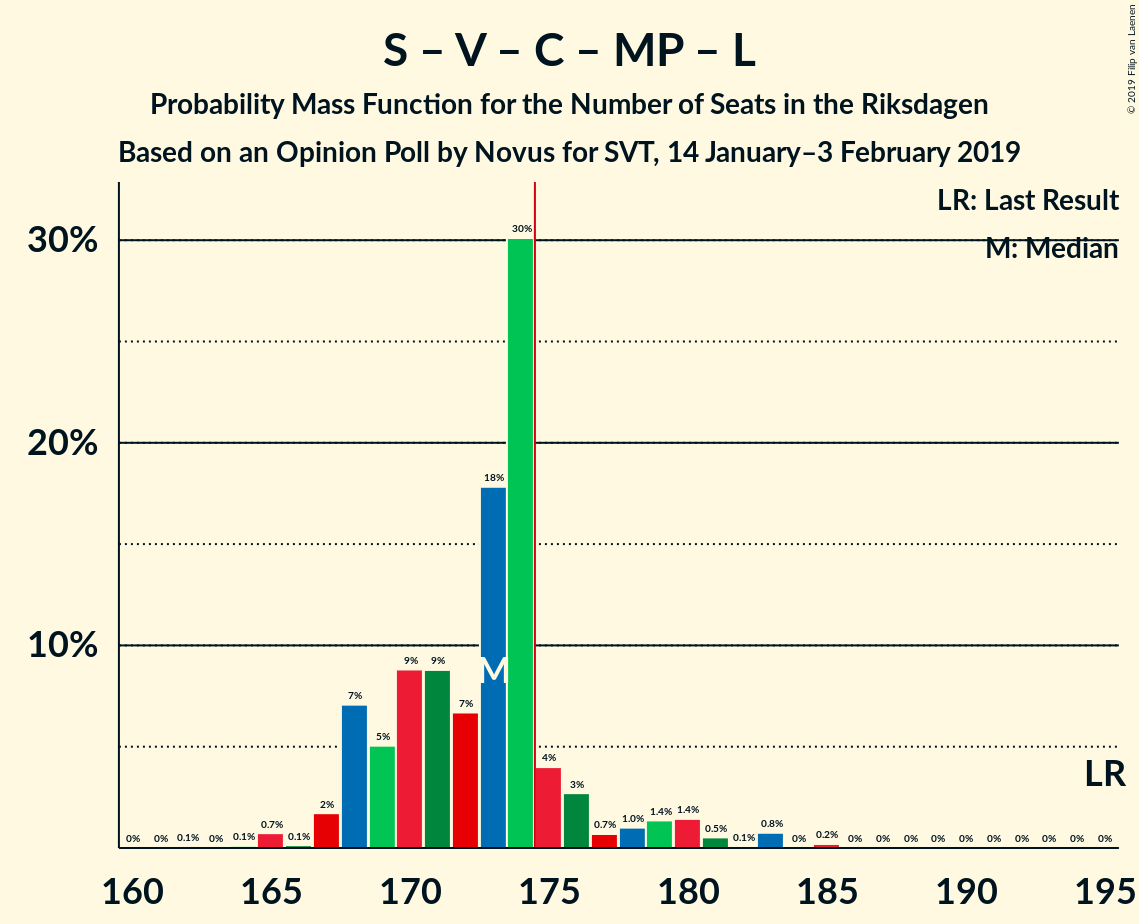 S – V – C – MP – L
Probability Mass Function for the Number of Seats in the Riksdagen
Based on an Opinion Poll by Novus for SVT, 14 January–3 February 2019
© 2019 Filip van Laenen
LR: Last Result
M: Median
30%
20%
10%
0% 0% 0.1% 0% 0.1% 0.7% 0.1% 2% 7% 5% 9% 9% 7% 18% 30% 4% 3% 0.7% 1.0% 1.4% 1.4% 0.5% 0.1% 0.8% 0% 0.2% 0% 0% 0% 0% 0% 0% 0% 0% 0% 0%
M
LR
160 165 170 175 180 185 190 195